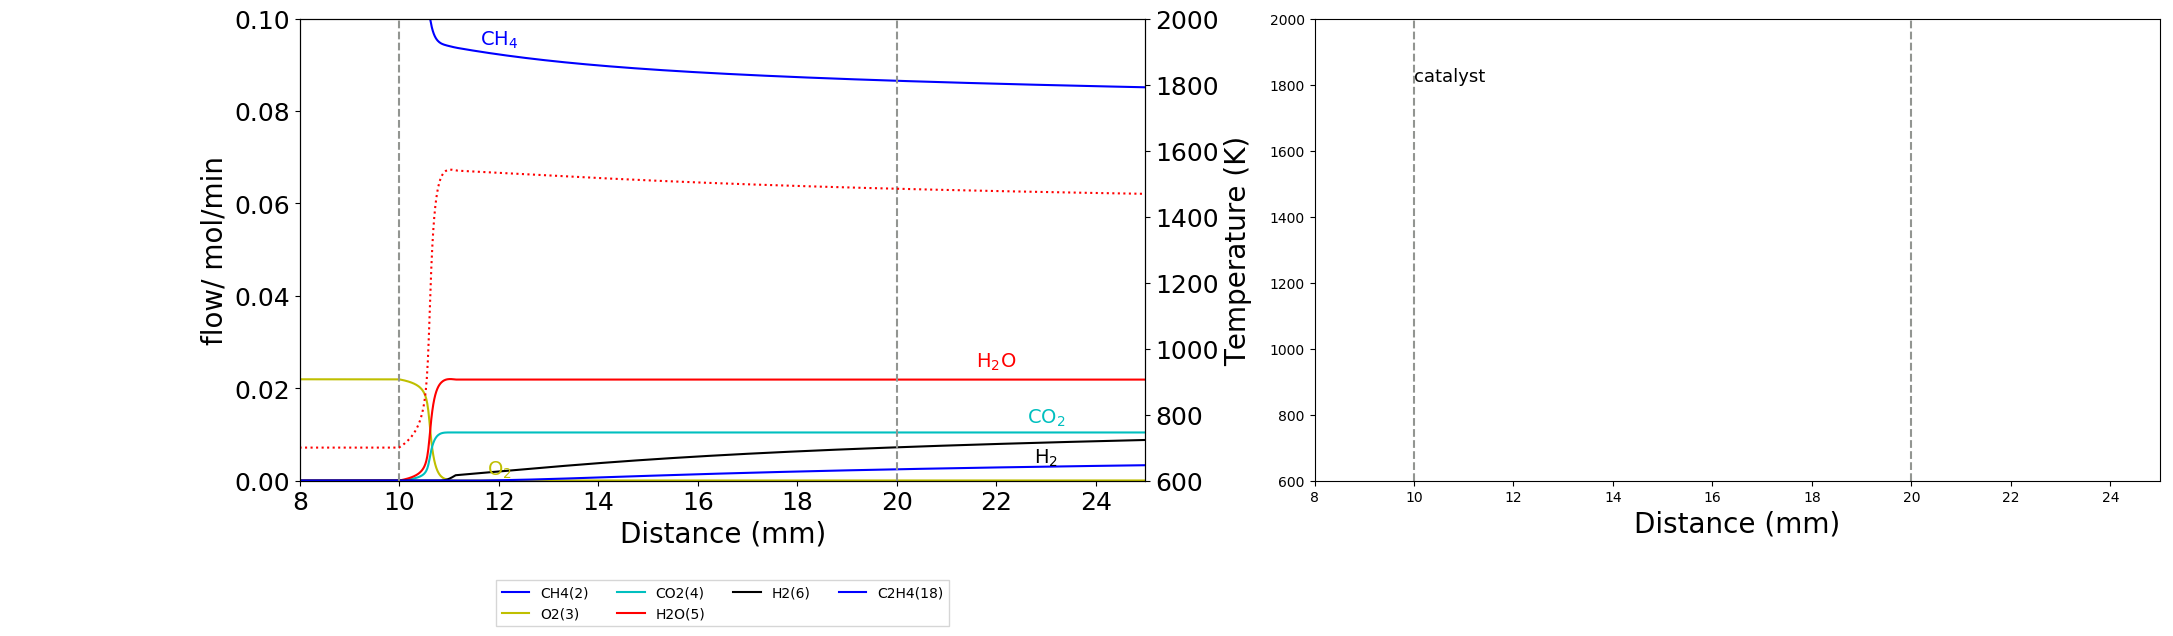 0.10
0.08
0.06
0.04
0.02
0.00
flow/ mol/min
8 10 12 14 16 18 20 22 24
Distance (mm)
CH4
H2O
CO2
H2
O2
2000
1800
1600
1400
1200
1000
800
600
Temperature (K)
CH4(2) CO2(4) H2(6) C2H4(18)
O2(3) H2O(5)
2000
1800
1600
1400
1200
1000
800
600
catalyst
8 10 12 14 16 18 20 22 24
Distance (mm)